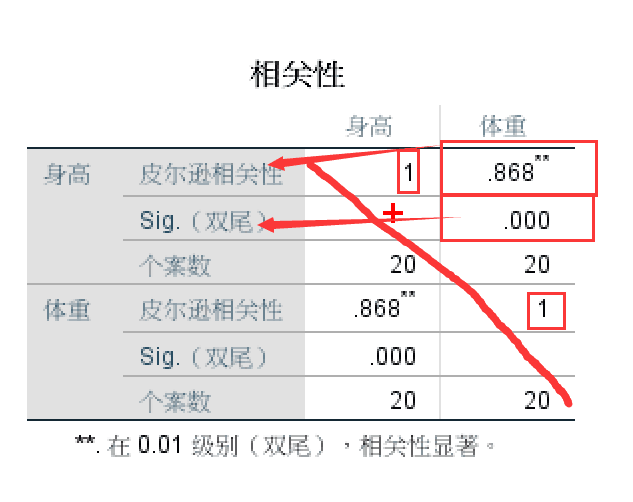 相关性
身高 体重
身高 皮尔逊相关性 1 .868**
Sig.（双尾） .000
个案数 20 20
体重 皮尔逊相关性 .868** 1
Sig.（双尾） .000
个案数 20 20
**. 在 0.01 级别（双尾），相关性显著。